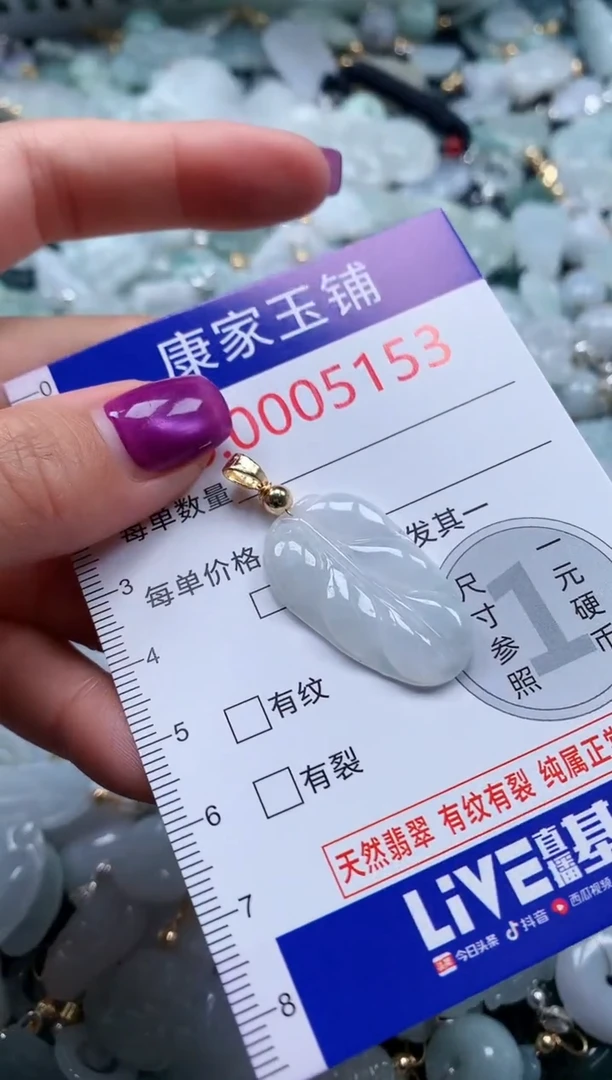 康家玉铺
0
.0005153
每单数量
每单价格
发其一
3
4
5
6
7
8
有纹
有裂
尺寸参照
1
一元硬币
天然翡翠 有纹有裂 纯属正常
LiVE直播基
今日头条 抖音 西瓜视频